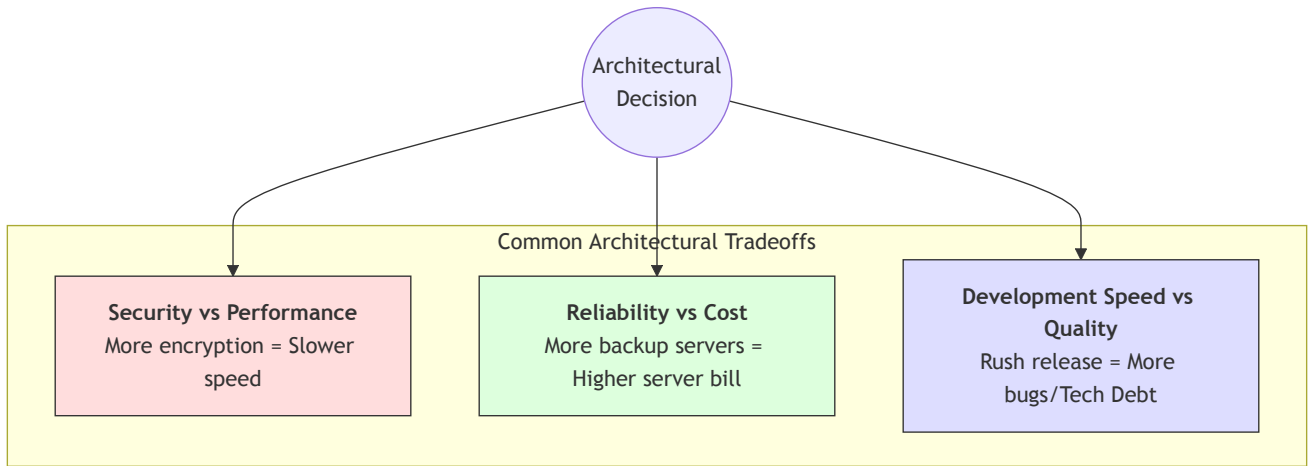 Architectural
Decision
Common Architectural Tradeoffs
Security vs Performance
More encryption = Slower
speed
Reliability vs Cost
More backup servers =
Higher server bill
Development Speed vs
Quality
Rush release = More
bugs/Tech Debt